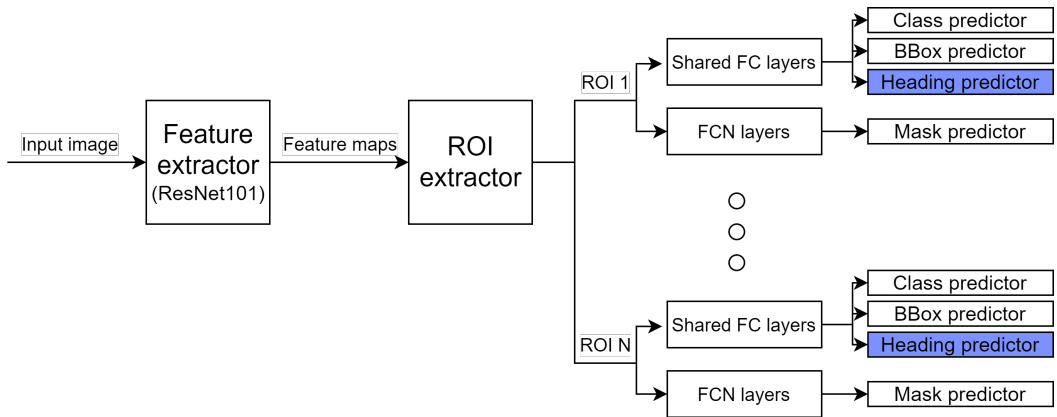 Input image
Feature
extractor
(ResNet101)
Feature maps
ROI
extractor
ROI 1
Shared FC layers
Class predictor
BBox predictor
Heading predictor
FCN layers
Mask predictor
ROI N
Shared FC layers
Class predictor
BBox predictor
Heading predictor
FCN layers
Mask predictor